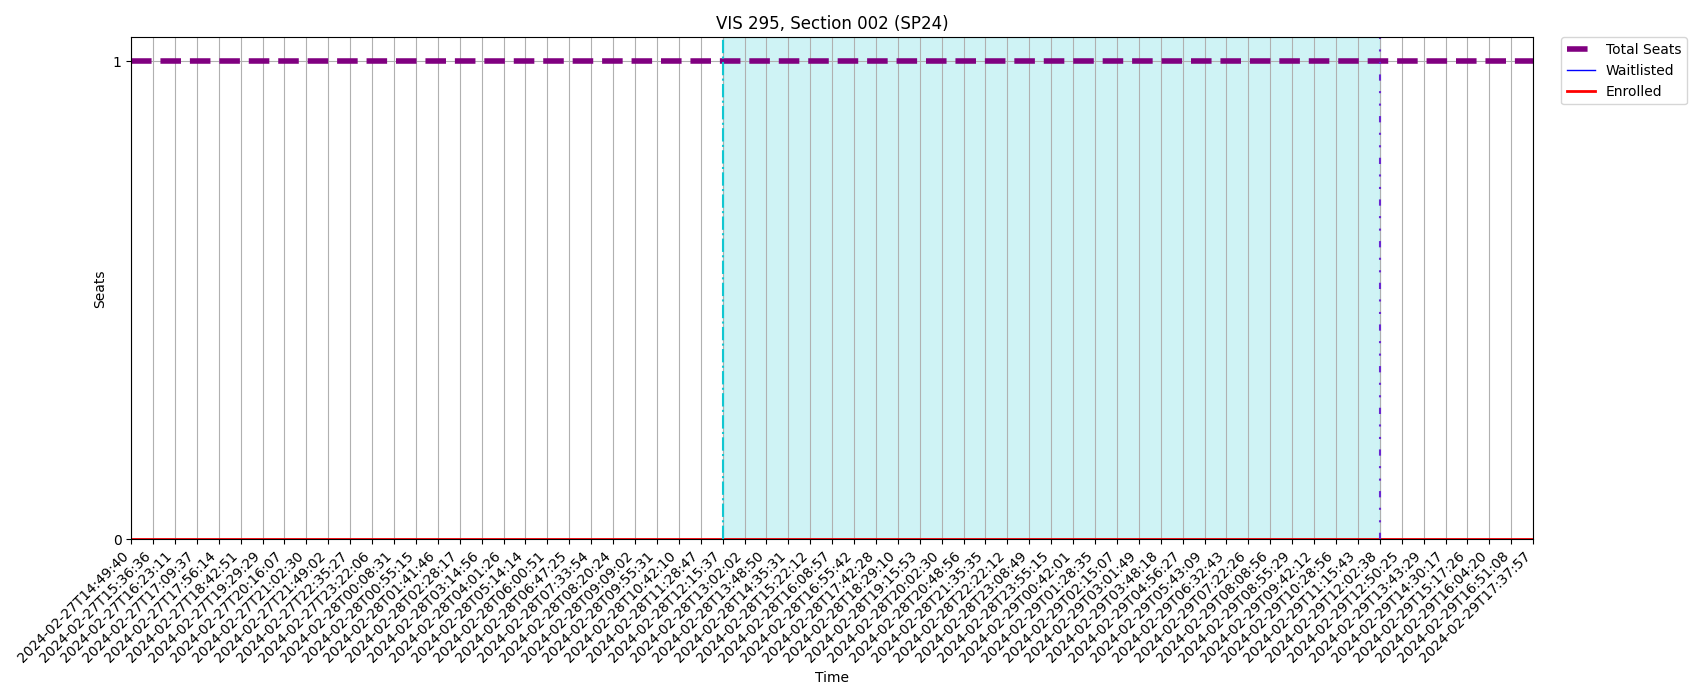 VIS 295, Section 002 (SP24)
Total Seats
Waitlisted
Enrolled
1
0
Seats
2024-02-27T14:49:40
2024-02-27T15:36:36
2024-02-27T16:23:11
2024-02-27T17:09:37
2024-02-27T17:56:14
2024-02-27T18:42:51
2024-02-27T19:29:29
2024-02-27T20:16:07
2024-02-27T21:02:30
2024-02-27T21:49:02
2024-02-27T22:35:27
2024-02-27T23:22:06
2024-02-28T00:08:31
2024-02-28T00:55:15
2024-02-28T01:41:46
2024-02-28T02:28:17
2024-02-28T03:14:56
2024-02-28T04:01:26
2024-02-28T05:14:14
2024-02-28T06:00:51
2024-02-28T06:47:25
2024-02-28T07:33:54
2024-02-28T08:20:24
2024-02-28T09:09:02
2024-02-28T09:55:31
2024-02-28T10:42:10
2024-02-28T11:28:47
2024-02-28T12:15:37
2024-02-28T13:02:02
2024-02-28T13:48:50
2024-02-28T14:35:31
2024-02-28T15:22:12
2024-02-28T16:08:57
2024-02-28T16:55:42
2024-02-28T17:42:28
2024-02-28T18:29:10
2024-02-28T19:15:53
2024-02-28T20:02:30
2024-02-28T20:48:56
2024-02-28T21:35:35
2024-02-28T22:22:12
2024-02-28T23:08:49
2024-02-28T23:55:15
2024-02-29T00:42:01
2024-02-29T01:28:35
2024-02-29T02:15:07
2024-02-29T03:01:49
2024-02-29T03:48:18
2024-02-29T04:56:27
2024-02-29T05:43:09
2024-02-29T06:32:43
2024-02-29T07:22:26
2024-02-29T08:08:56
2024-02-29T08:55:29
2024-02-29T09:42:12
2024-02-29T10:28:56
2024-02-29T11:15:43
2024-02-29T12:02:38
2024-02-29T12:50:25
2024-02-29T13:43:29
2024-02-29T14:30:17
2024-02-29T15:17:26
2024-02-29T16:04:20
2024-02-29T16:51:08
2024-02-29T17:37:57
Time